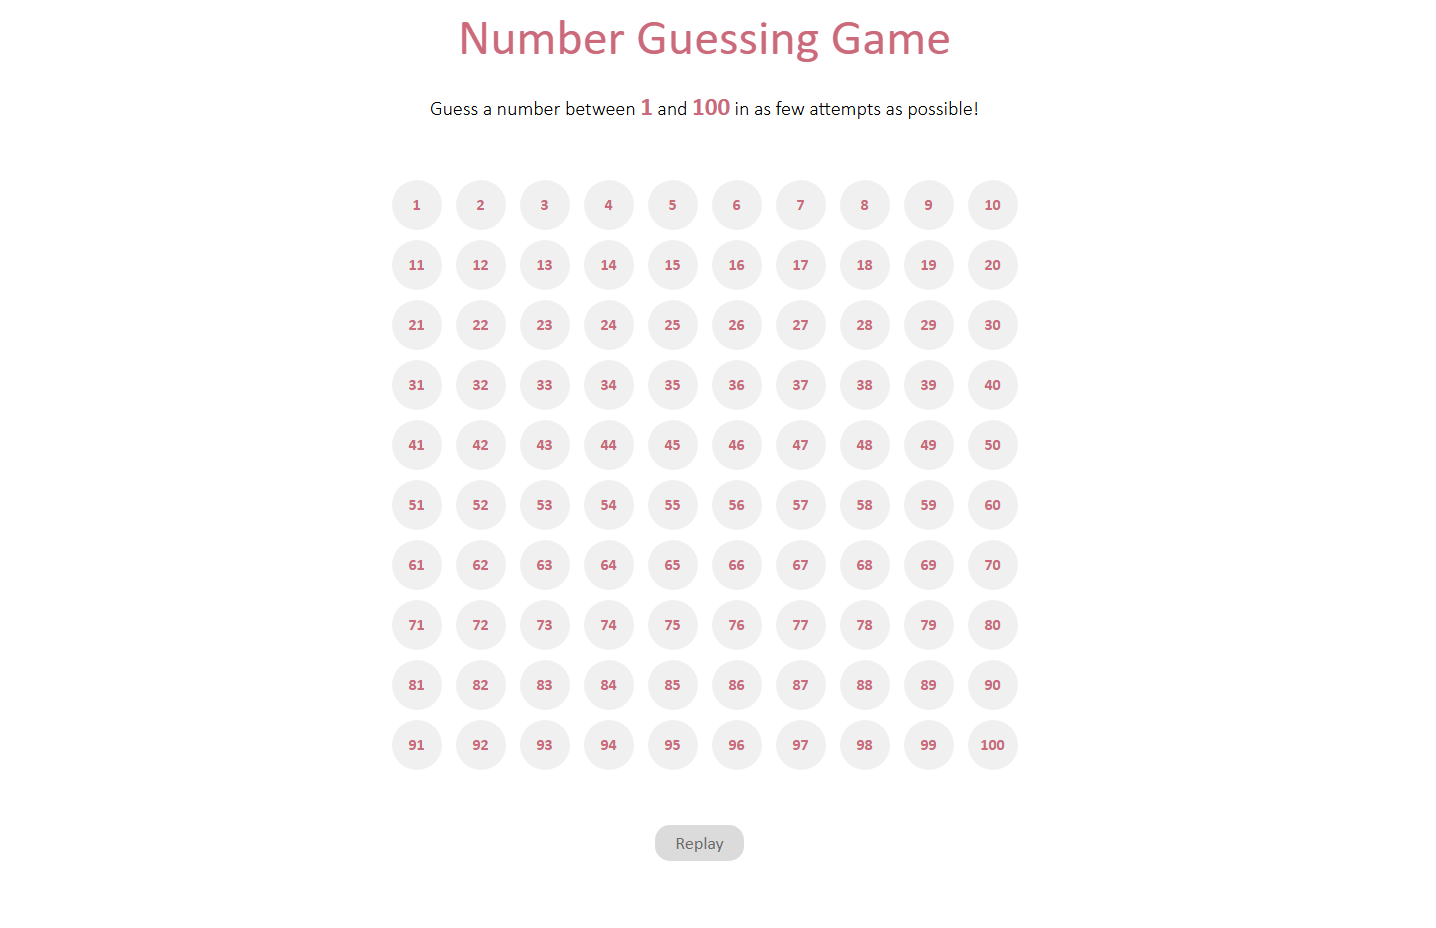 Number Guessing Game
Guess a number between 1 and 100 in as few attempts as possible!
1 2 3 4 5 6 7 8 9 10
11 12 13 14 15 16 17 18 19 20
21 22 23 24 25 26 27 28 29 30
31 32 33 34 35 36 37 38 39 40
41 42 43 44 45 46 47 48 49 50
51 52 53 54 55 56 57 58 59 60
61 62 63 64 65 66 67 68 69 70
71 72 73 74 75 76 77 78 79 80
81 82 83 84 85 86 87 88 89 90
91 92 93 94 95 96 97 98 99 100
Replay